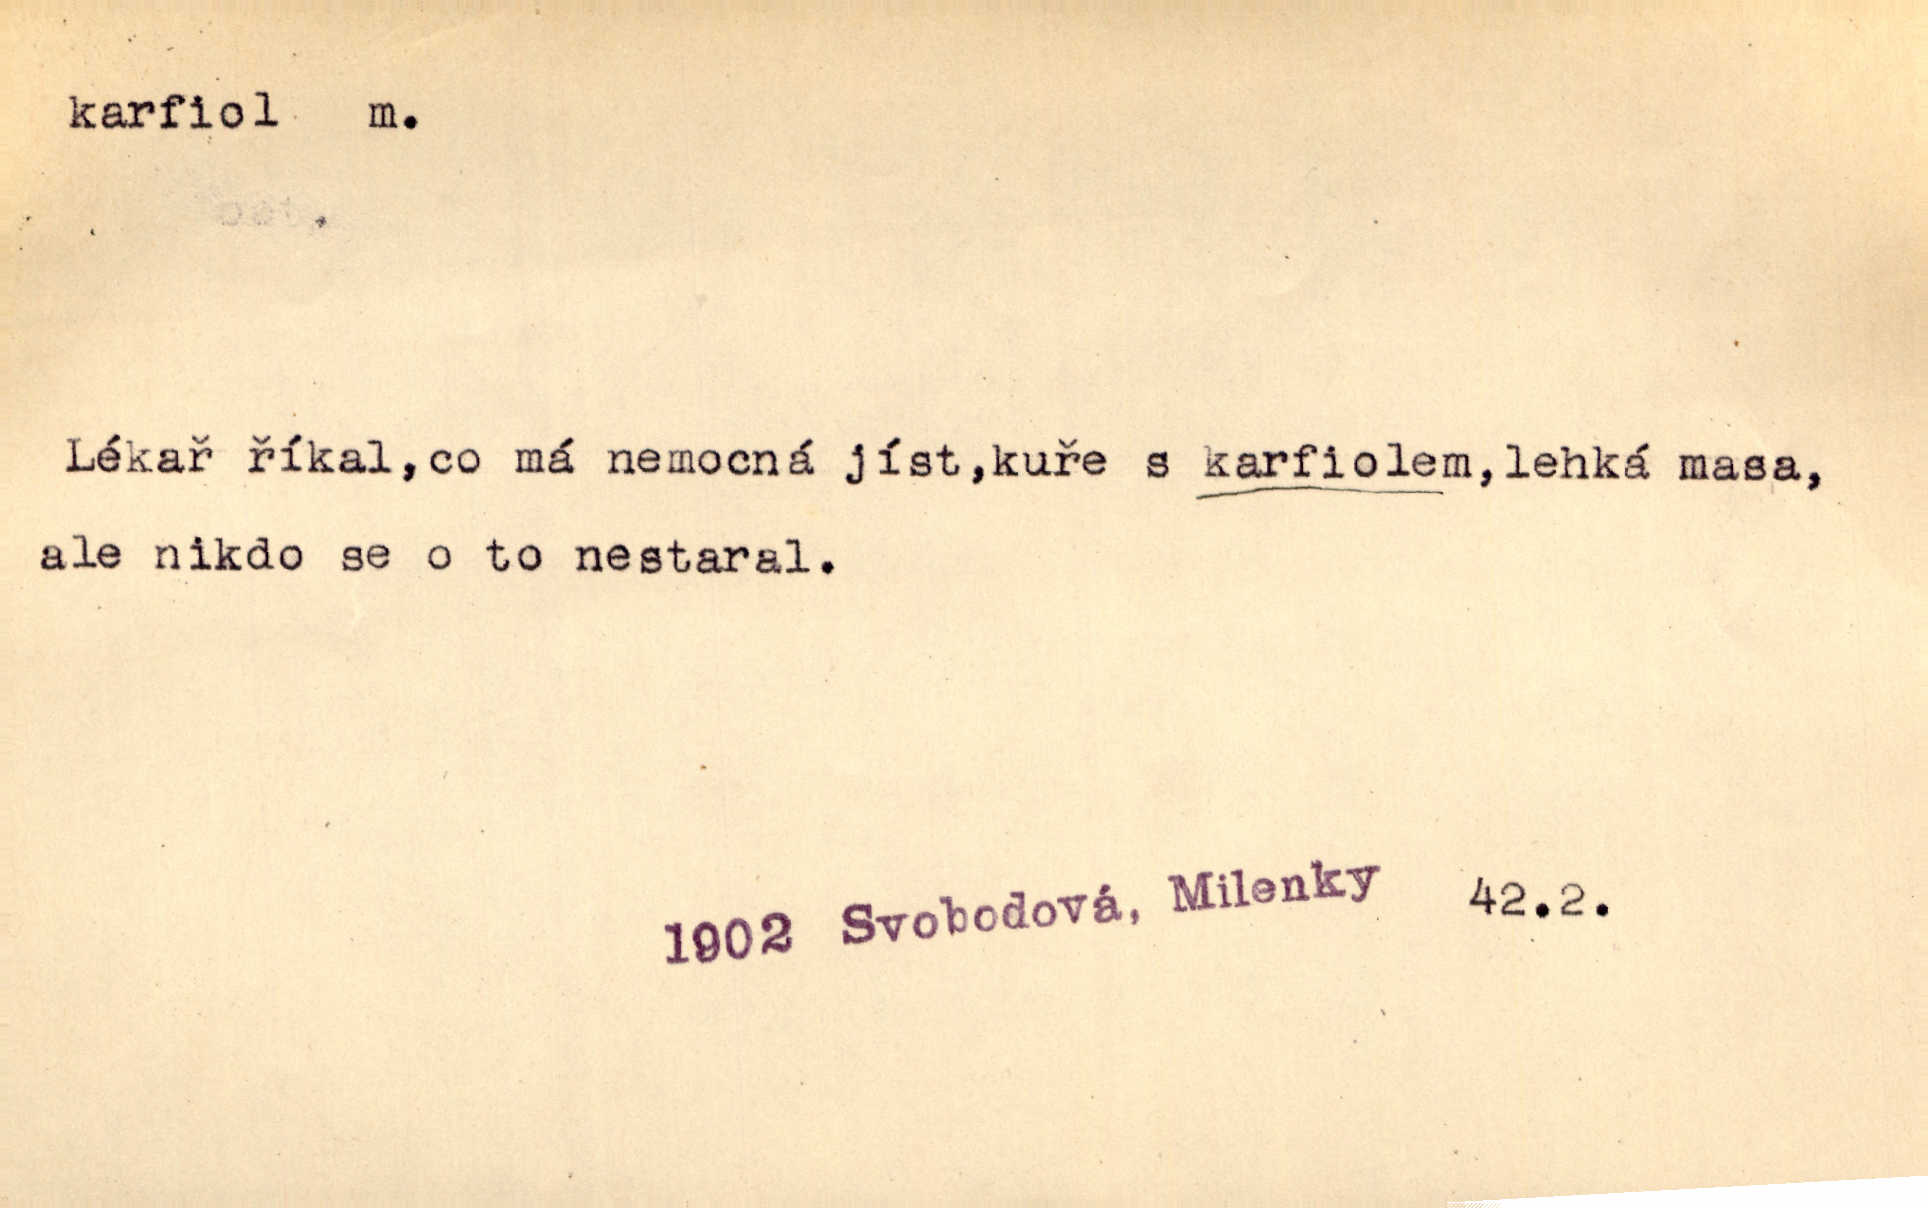 karfiol m.
Lékař říkal,co má nemocná jíst,kuře s karfiolem,lehká masa,
ale nikdo se o to nestaral.
1902 Svobodová, Milenky 42.2.